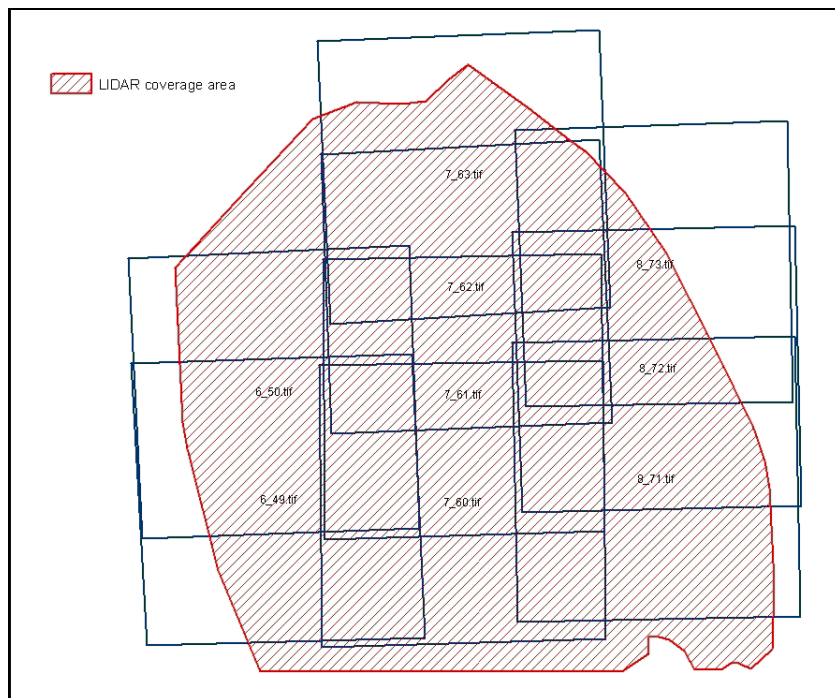 LIDAR coverage area
7_63.tif
8_73.tif
7_62.tif
8_72.tif
6_50.tif
7_61.tif
8_71.tif
6_49.tif
7_60.tif